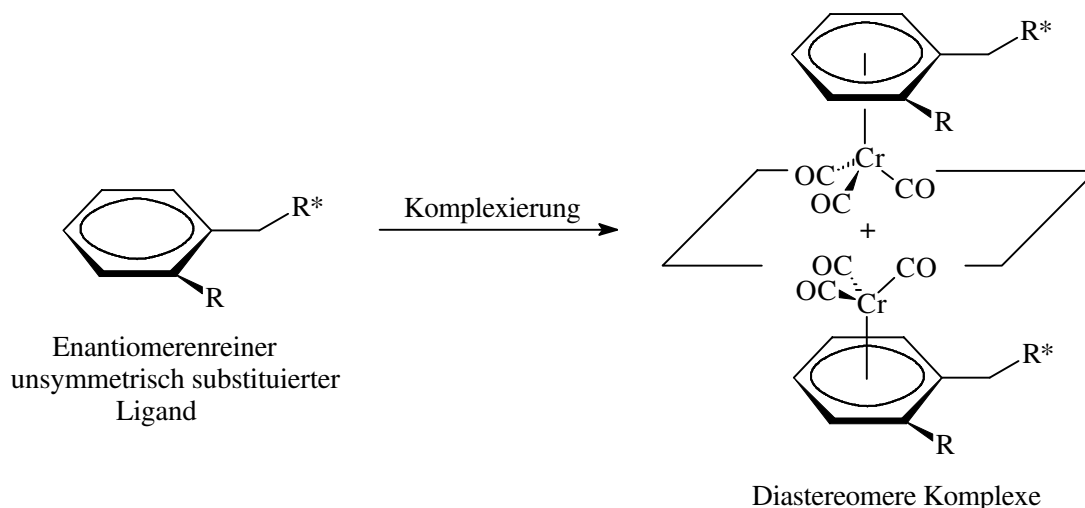 R*
R
Cr
OC
CO
OC
Komplexierung
R*
R
+
OC
CO
OC
Cr
R*
R
Enantiomerenreiner
unsymmetrisch substituierter
Ligand
Diastereomere Komplexe